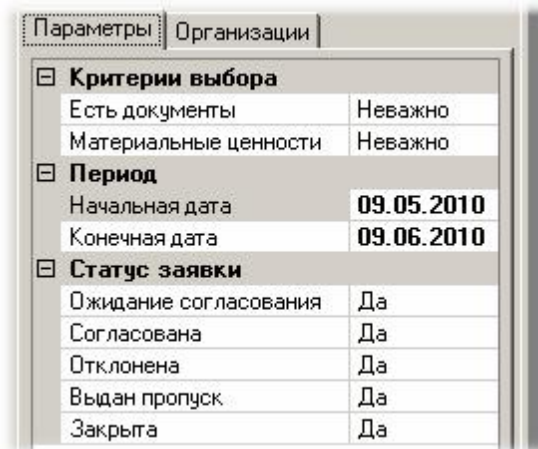 Параметры Организации
Критерии выбора
Есть документы Неважно
Материальные ценности Неважно
Период
Начальная дата 09.05.2010
Конечная дата 09.06.2010
Статус заявки
Ожидание согласования Да
Согласована Да
Отклонена Да
Выдан пропуск Да
Закрыта Да